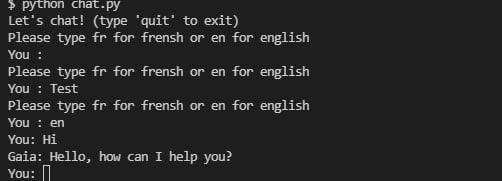 $ python chat.py
Let's chat! (type 'quit' to exit)
Please type fr for frensh or en for english
You :
Please type fr for frensh or en for english
You : Test
Please type fr for frensh or en for english
You : en
You: Hi
Gaia: Hello, how can I help you?
You: